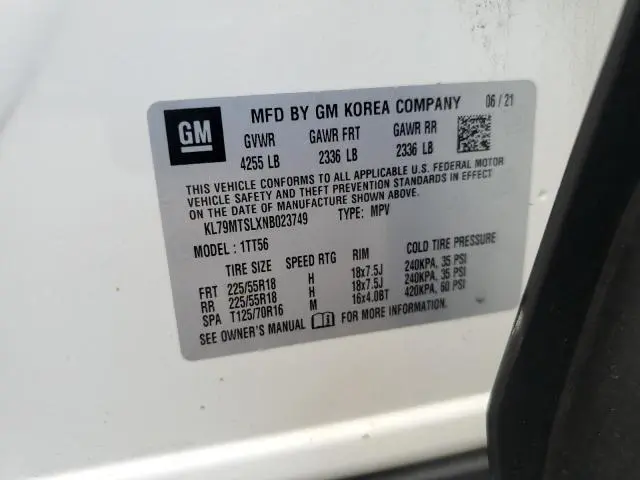 GM
MFD BY GM KOREA COMPANY 06 / 21
GVWR GAWR FRT GAWR RR
4255 LB 2336 LB 2336 LB
THIS VEHICLE CONFORMS TO ALL APPLICABLE U.S. FEDERAL MOTOR
VEHICLE SAFETY AND THEFT PREVENTION STANDARDS IN EFFECT
ON THE DATE OF MANUFACTURE SHOWN ABOVE.
KL79MTSLXNB023749 TYPE: MPV
MODEL : 1TT56
TIRE SIZE SPEED RTG RIM COLD TIRE PRESSURE
FRT 225/55R18 H 18x7.5J 240KPA, 35 PSI
RR 225/55R18 H 18x7.5J 240KPA, 35 PSI
SPA T125/70R16 M 16x4.0BT 420KPA, 60 PSI
SEE OWNER'S MANUAL FOR MORE INFORMATION.